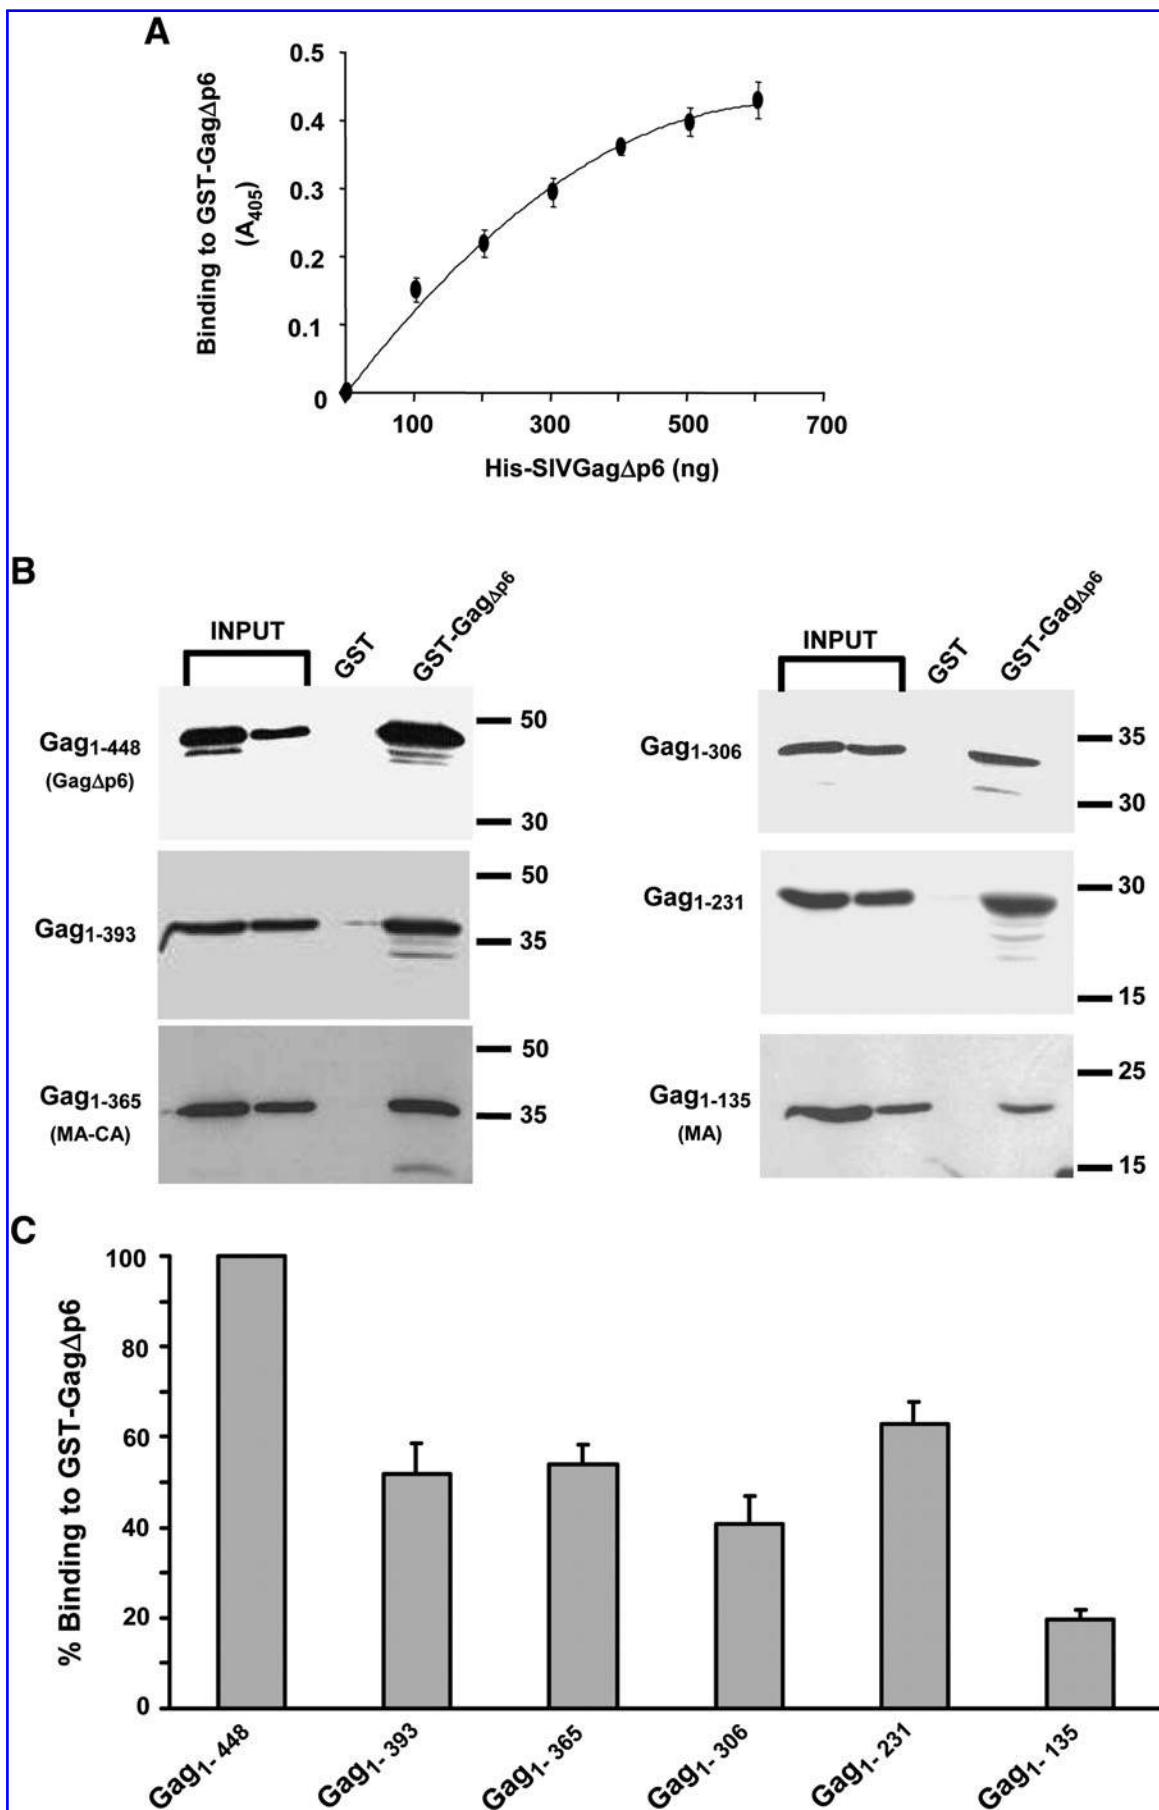 A
0.5
0.4
0.3
0.2
0.1
0
Binding to GST-GagΔp6
(A405)
100
300
500
700
His-SIVGagΔp6 (ng)
B
INPUT
GST
GST-GagΔp6
Gag1-448
(GagΔp6)
50
30
Gag1-393
50
35
Gag1-365
(MA-CA)
50
35
INPUT
GST
GST-GagΔp6
Gag1-306
35
30
Gag1-231
30
15
Gag1-135
(MA)
25
15
C
100
80
60
40
20
0
% Binding to GST-GagΔp6
Gag1-448
Gag1-393
Gag1-365
Gag1-306
Gag1-231
Gag1-135